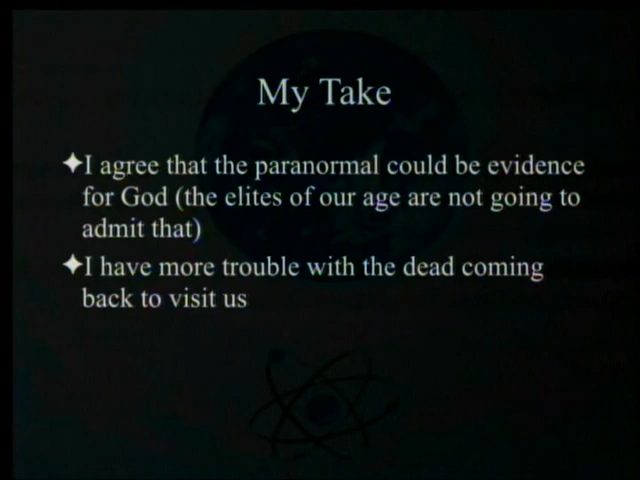 My Take
✦I agree that the paranormal could be evidence
for God (the elites of our age are not going to
admit that)
✦I have more trouble with the dead coming
back to visit us